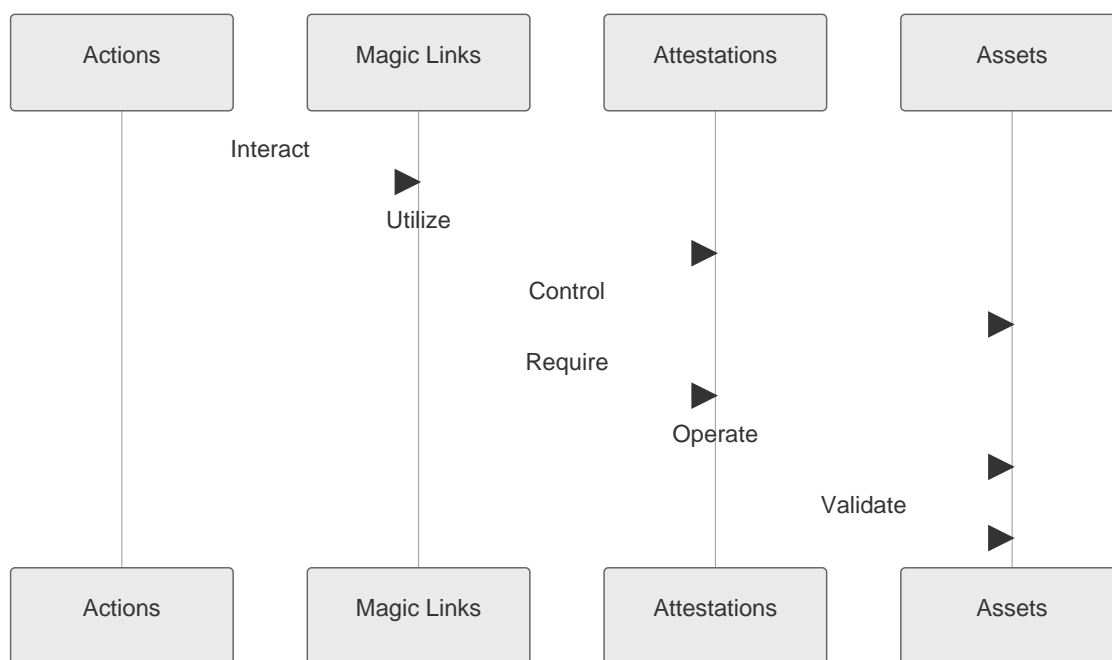 Actions
Magic Links
Attestations
Assets
Interact
Utilize
Control
Require
Operate
Validate
Actions
Magic Links
Attestations
Assets